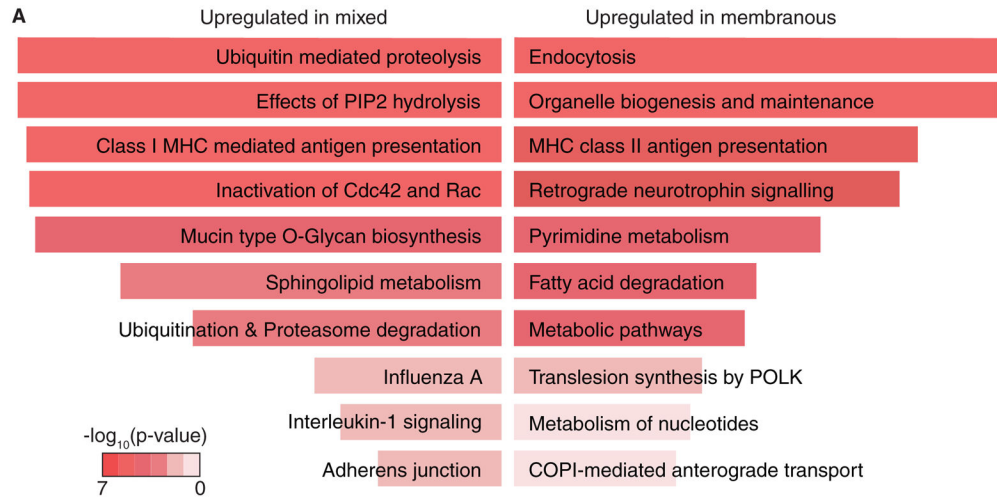 A
Upregulated in mixed
Upregulated in membranous
Ubiquitin mediated proteolysis
Endocytosis
Effects of PIP2 hydrolysis
Organelle biogenesis and maintenance
Class I MHC mediated antigen presentation
MHC class II antigen presentation
Inactivation of Cdc42 and Rac
Retrograde neurotrophin signalling
Mucin type O-Glycan biosynthesis
Pyrimidine metabolism
Sphingolipid metabolism
Fatty acid degradation
Ubiquitination & Proteasome degradation
Metabolic pathways
Influenza A
Translesion synthesis by POLK
Interleukin-1 signaling
Metabolism of nucleotides
Adherens junction
COPI-mediated anterograde transport
-log₁₀(p-value)
7 0